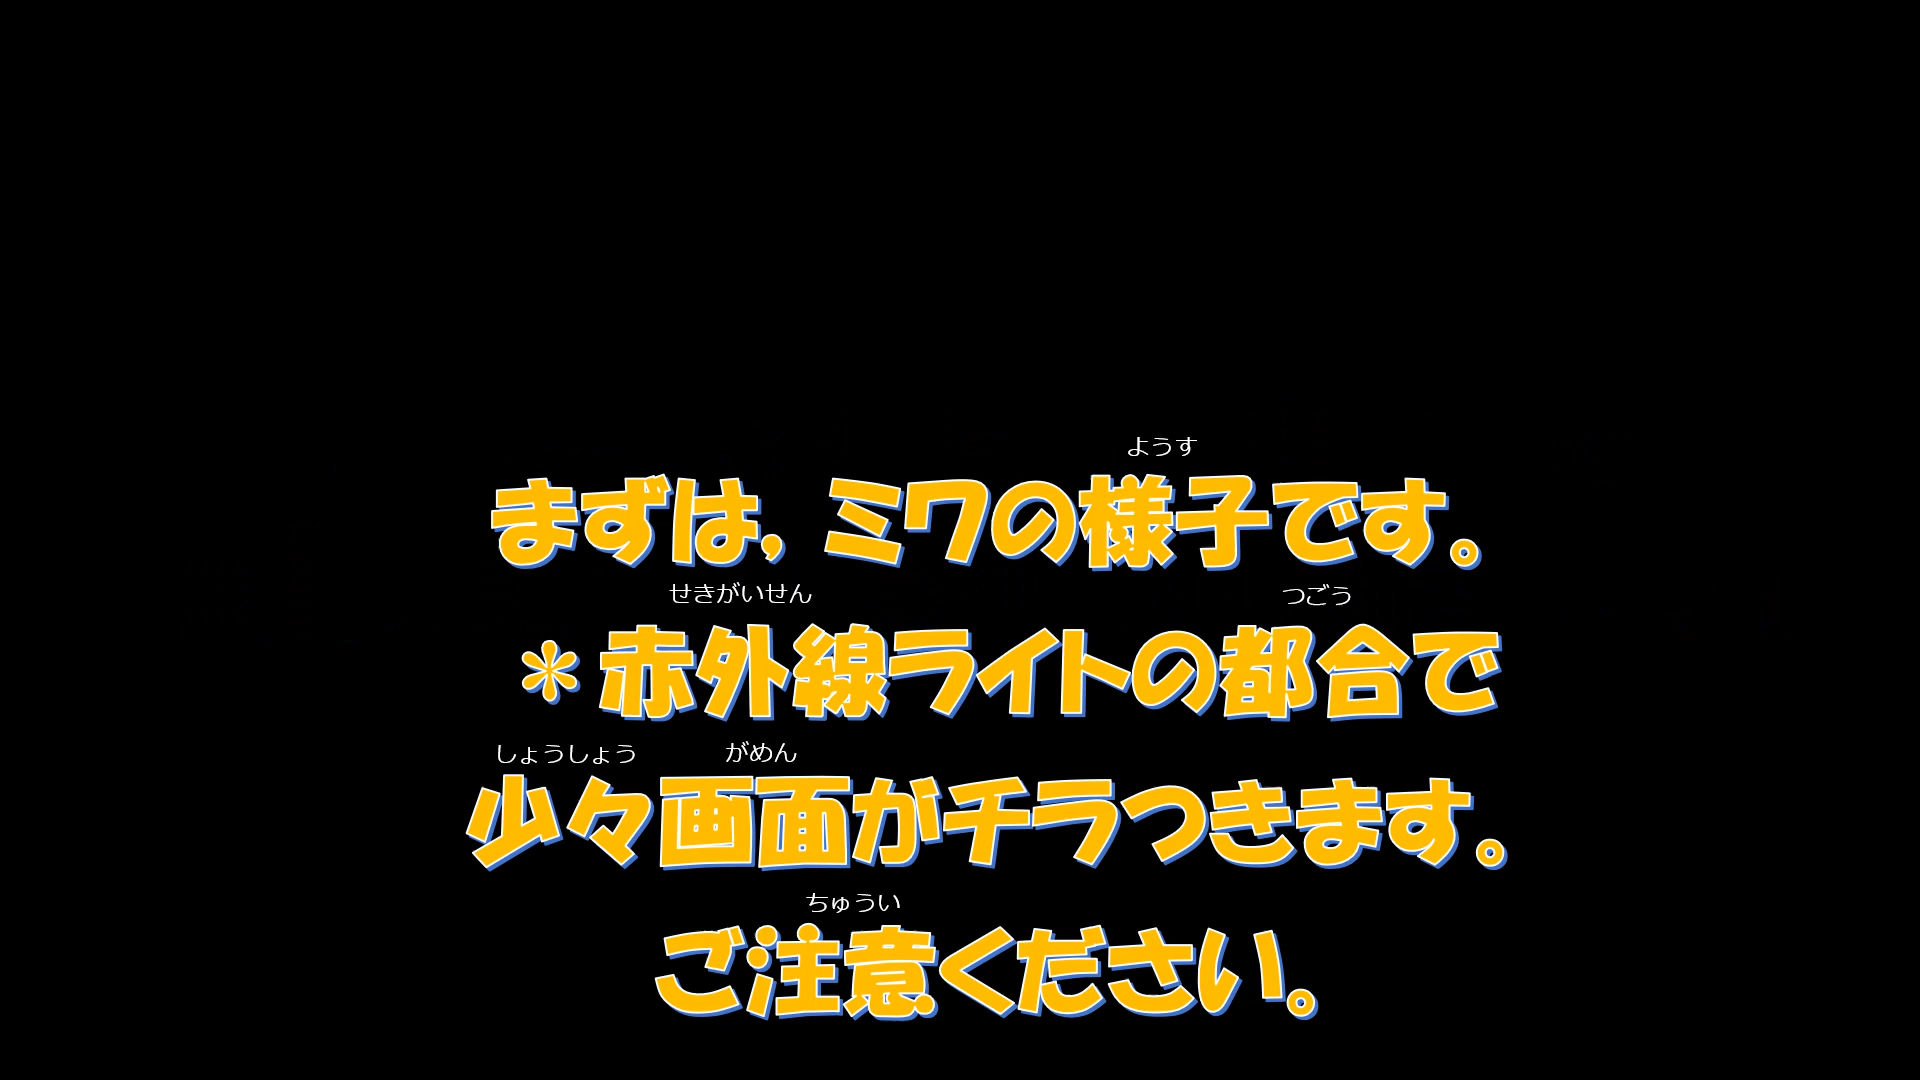 ようす
まずは, ミワの様子です。
せきがいせん つごう
＊赤外線ライトの都合で
しょうしょう がめん
少々画面がチラつきます。
ちゅうい
ご注意ください。